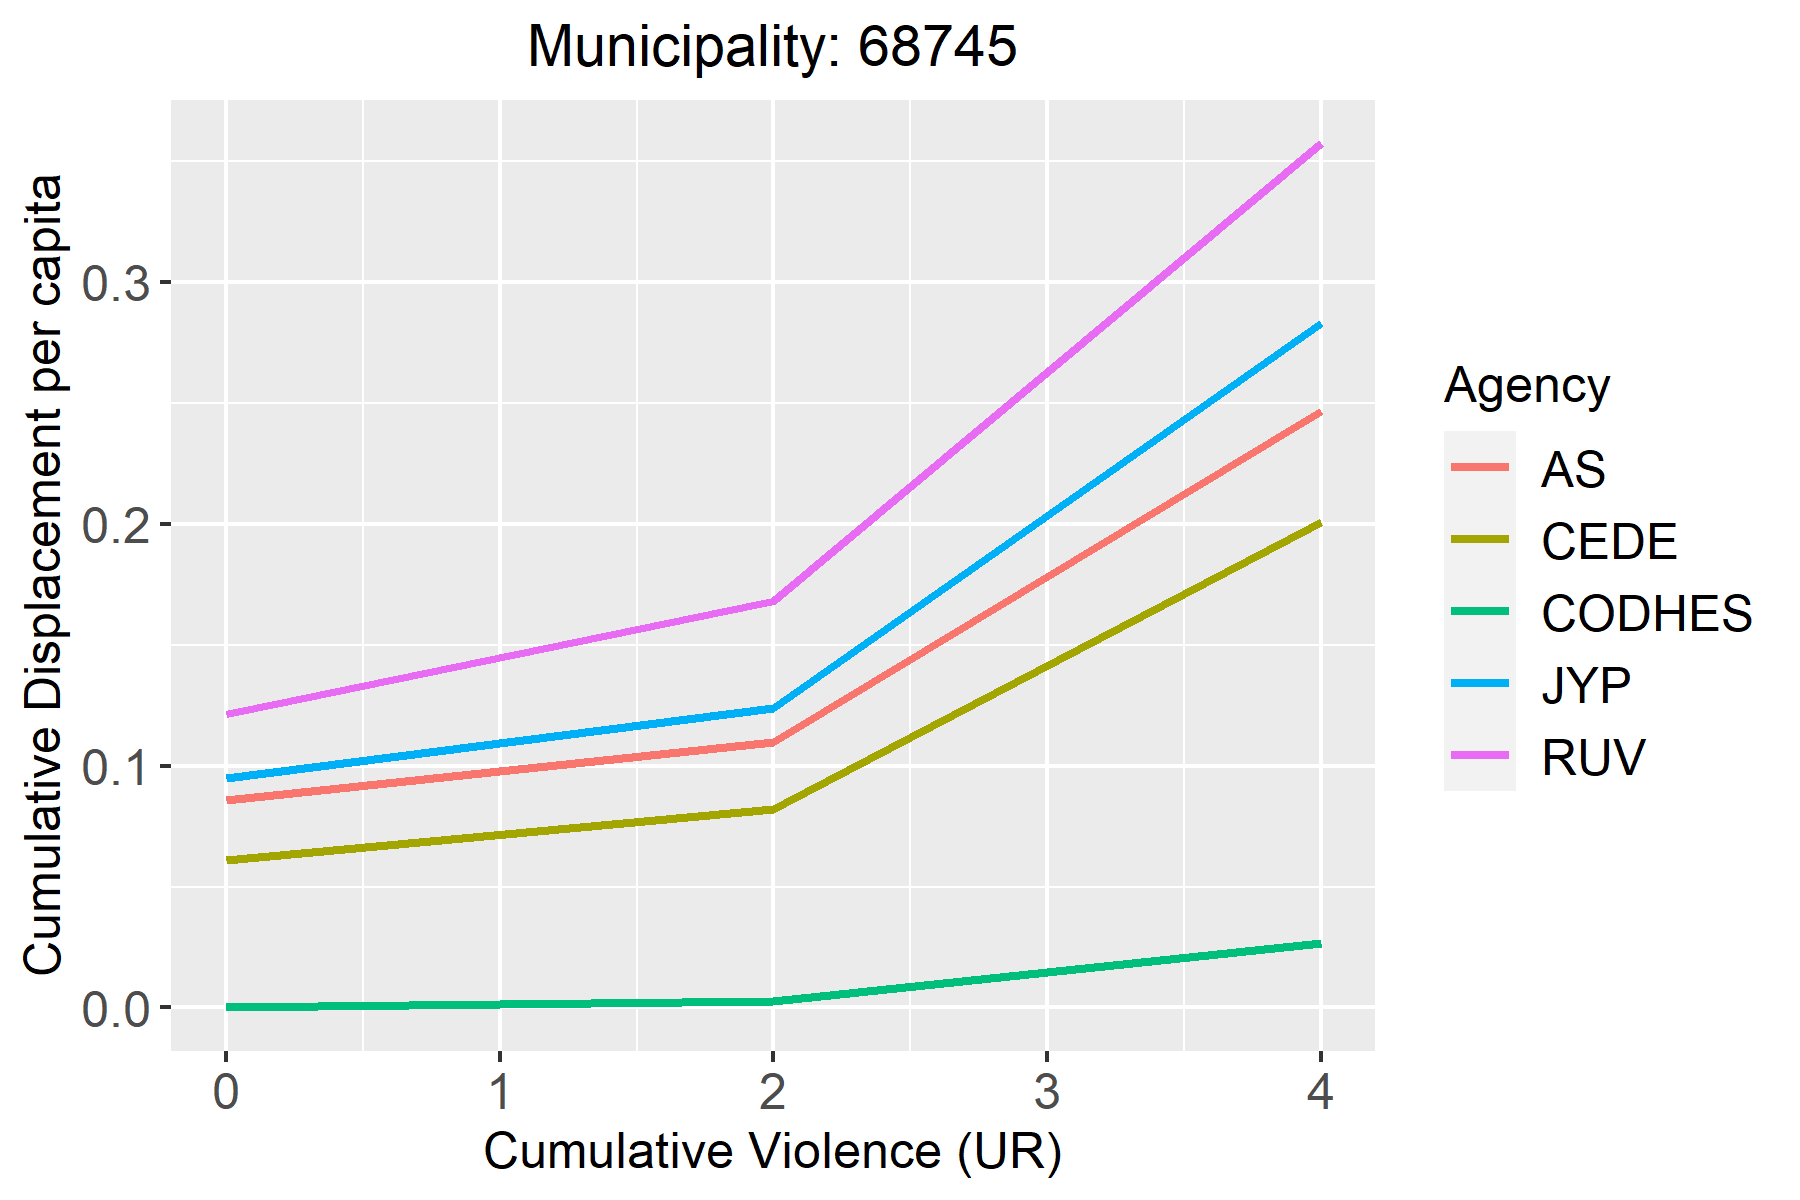 Municipality: 68745
Cumulative Displacement per capita
0.3
0.2
0.1
0.0
0 1 2 3 4
Cumulative Violence (UR)
Agency
AS
CEDE
CODHES
JYP
RUV